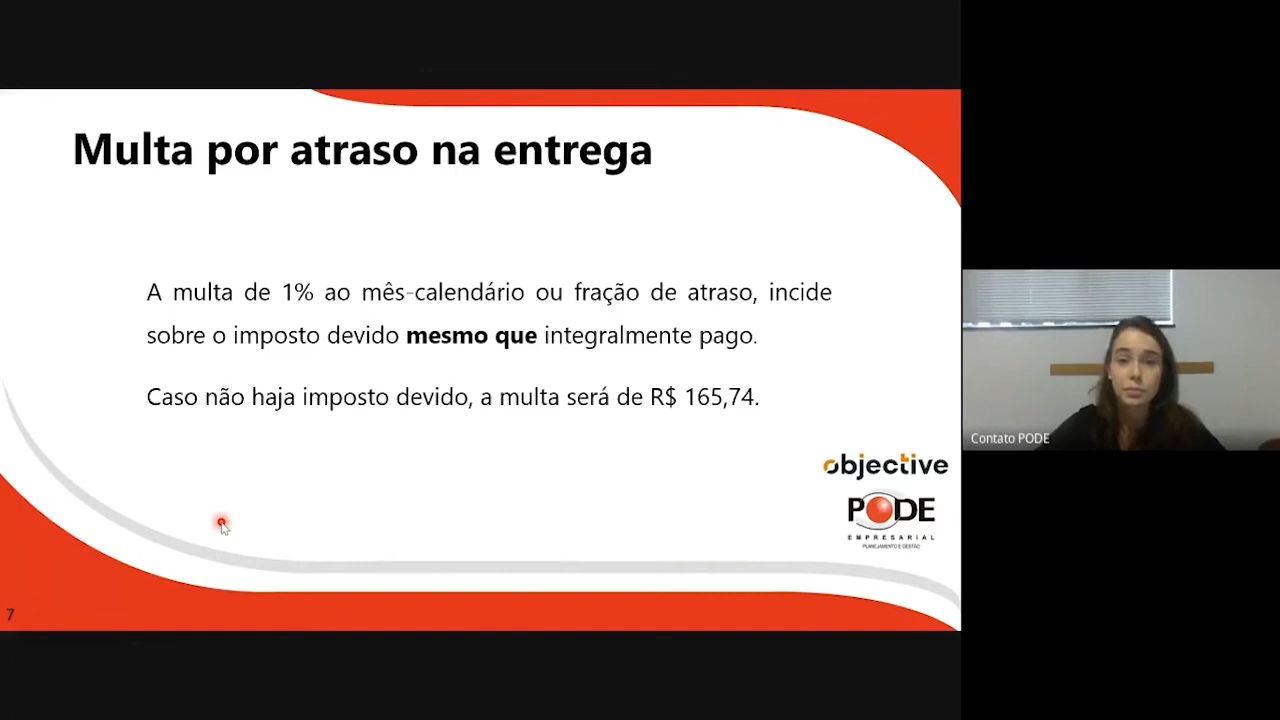 Multa por atraso na entrega
A multa de 1% ao mês-calendário ou fração de atraso, incide
sobre o imposto devido mesmo que integralmente pago.
Caso não haja imposto devido, a multa será de R$ 165,74.
Contato PODE
objective
PODE
EMPRESARIAL
PLANEJAMENTO E GESTÃO
7